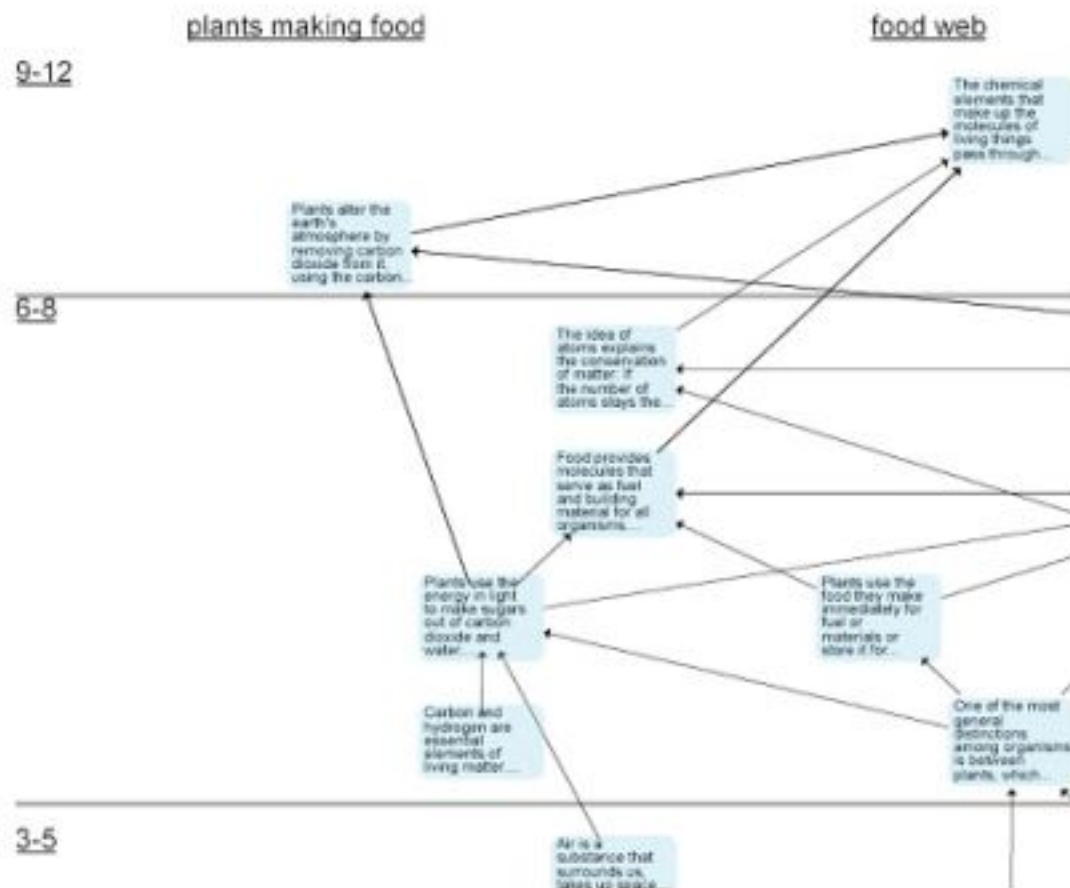 plants making food
food web
9-12
The chemical
elements that
make up the
molecules of
living things
pass through...
Plants alter the
earth's
atmosphere by
removing carbon
dioxide from it,
using the carbon...
6-8
The idea of
atoms explains
the conservation
of matter: If
the number of
atoms stays the...
Food provides
molecules that
serve as fuel
and building
material for all
organisms....
Plants use the
energy in light
to make sugars
out of carbon
dioxide and
water....
Plants use the
food they make
immediately for
fuel or
materials or
store it for...
Carbon and
hydrogen are
essential
elements of
living matter....
One of the most
general
distinctions
among organisms
is between
plants, which...
3-5
Air is a
substance that
surrounds us,
takes up space